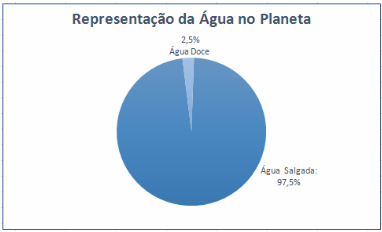 Representação da Água no Planeta
2,5%
Água Doce
Água Salgada:
97,5%